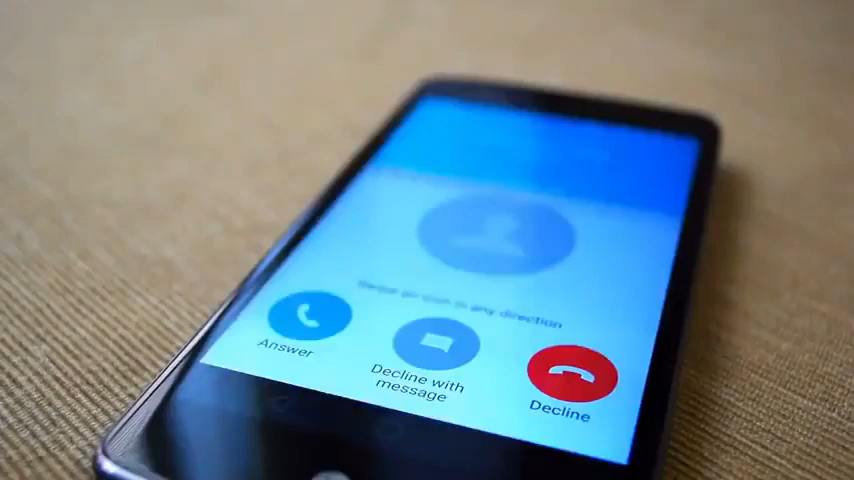 Swipe an icon in any direction
Answer
Decline with
message
Decline